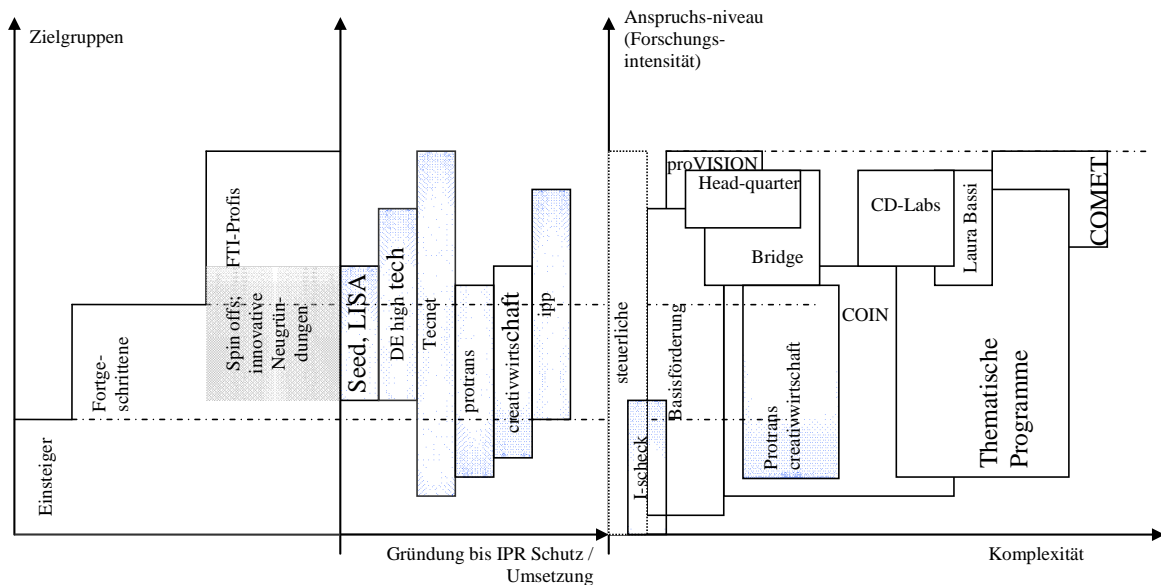 Zielgruppen
Anspruchs-niveau
(Forschungs-
intensität)
Einsteiger
Fortge-
schrittene
FTI-Profis
Spin offs;
innovative
Neugrün-
dungen
Seed, LISA
DE high tech
Tecnet
protrans
creativwirtschaft
ipp
steuerliche
I-scheck
Basisförderung
proVISION
Head-quarter
Bridge
Protrans
creativwirtschaft
COIN
CD-Labs
Laura Bassi
Thematische
Programme
COMET
Gründung bis IPR Schutz /
Umsetzung
Komplexität